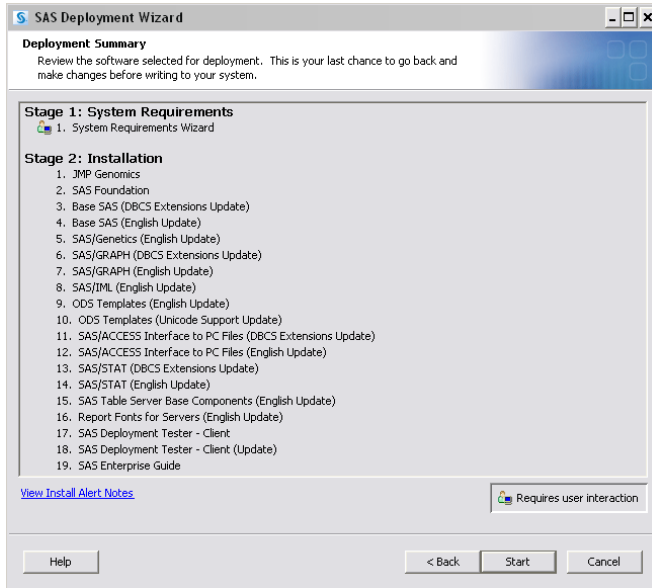 SAS Deployment Wizard
Deployment Summary
Review the software selected for deployment. This is your last chance to go back and
make changes before writing to your system.
Stage 1: System Requirements
1. System Requirements Wizard
Stage 2: Installation
1. JMP Genomics
2. SAS Foundation
3. Base SAS (DBCS Extensions Update)
4. Base SAS (English Update)
5. SAS/Genetics (English Update)
6. SAS/GRAPH (DBCS Extensions Update)
7. SAS/GRAPH (English Update)
8. SAS/IML (English Update)
9. ODS Templates (English Update)
10. ODS Templates (Unicode Support Update)
11. SAS/ACCESS Interface to PC Files (DBCS Extensions Update)
12. SAS/ACCESS Interface to PC Files (English Update)
13. SAS/STAT (DBCS Extensions Update)
14. SAS/STAT (English Update)
15. SAS Table Server Base Components (English Update)
16. Report Fonts for Servers (English Update)
17. SAS Deployment Tester - Client
18. SAS Deployment Tester - Client (Update)
19. SAS Enterprise Guide
View Install Alert Notes
Requires user interaction
Help
< Back
Start
Cancel